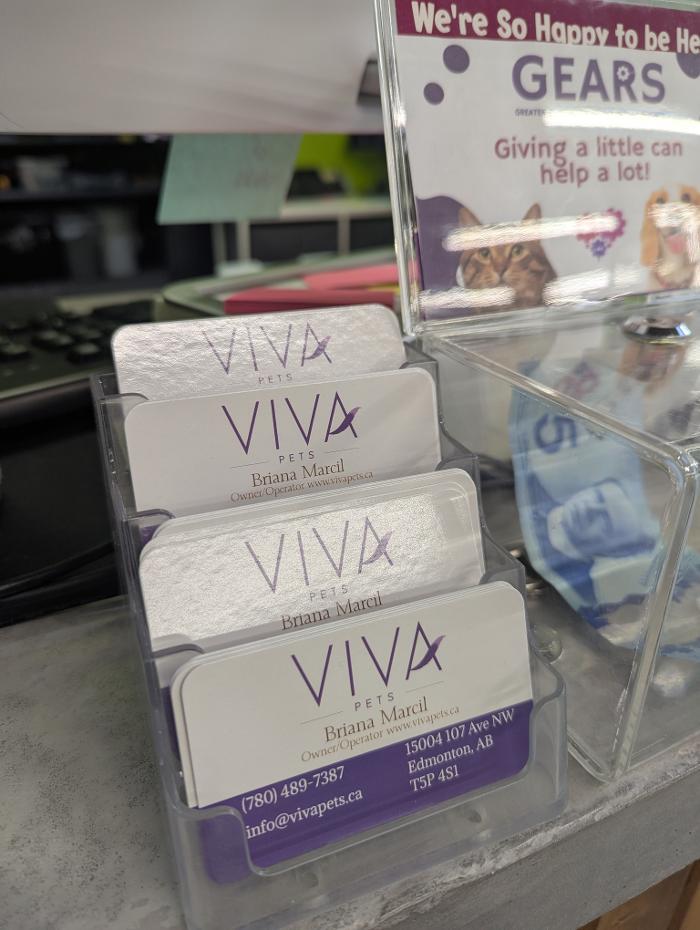 We're So Happy to be He
GEARS
GREATER
Giving a little can
help a lot!
VIVA
PETS
VIVA
PETS
Briana Marcil
Owner/Operator www.vivapets.ca
VIVA
PETS
Briana Marcil
VIVA
PETS
Briana Marcil
Owner/Operator www.vivapets.ca
(780) 489-7387
info@vivapets.ca
15004 107 Ave NW
Edmonton, AB
T5P 4S1
5